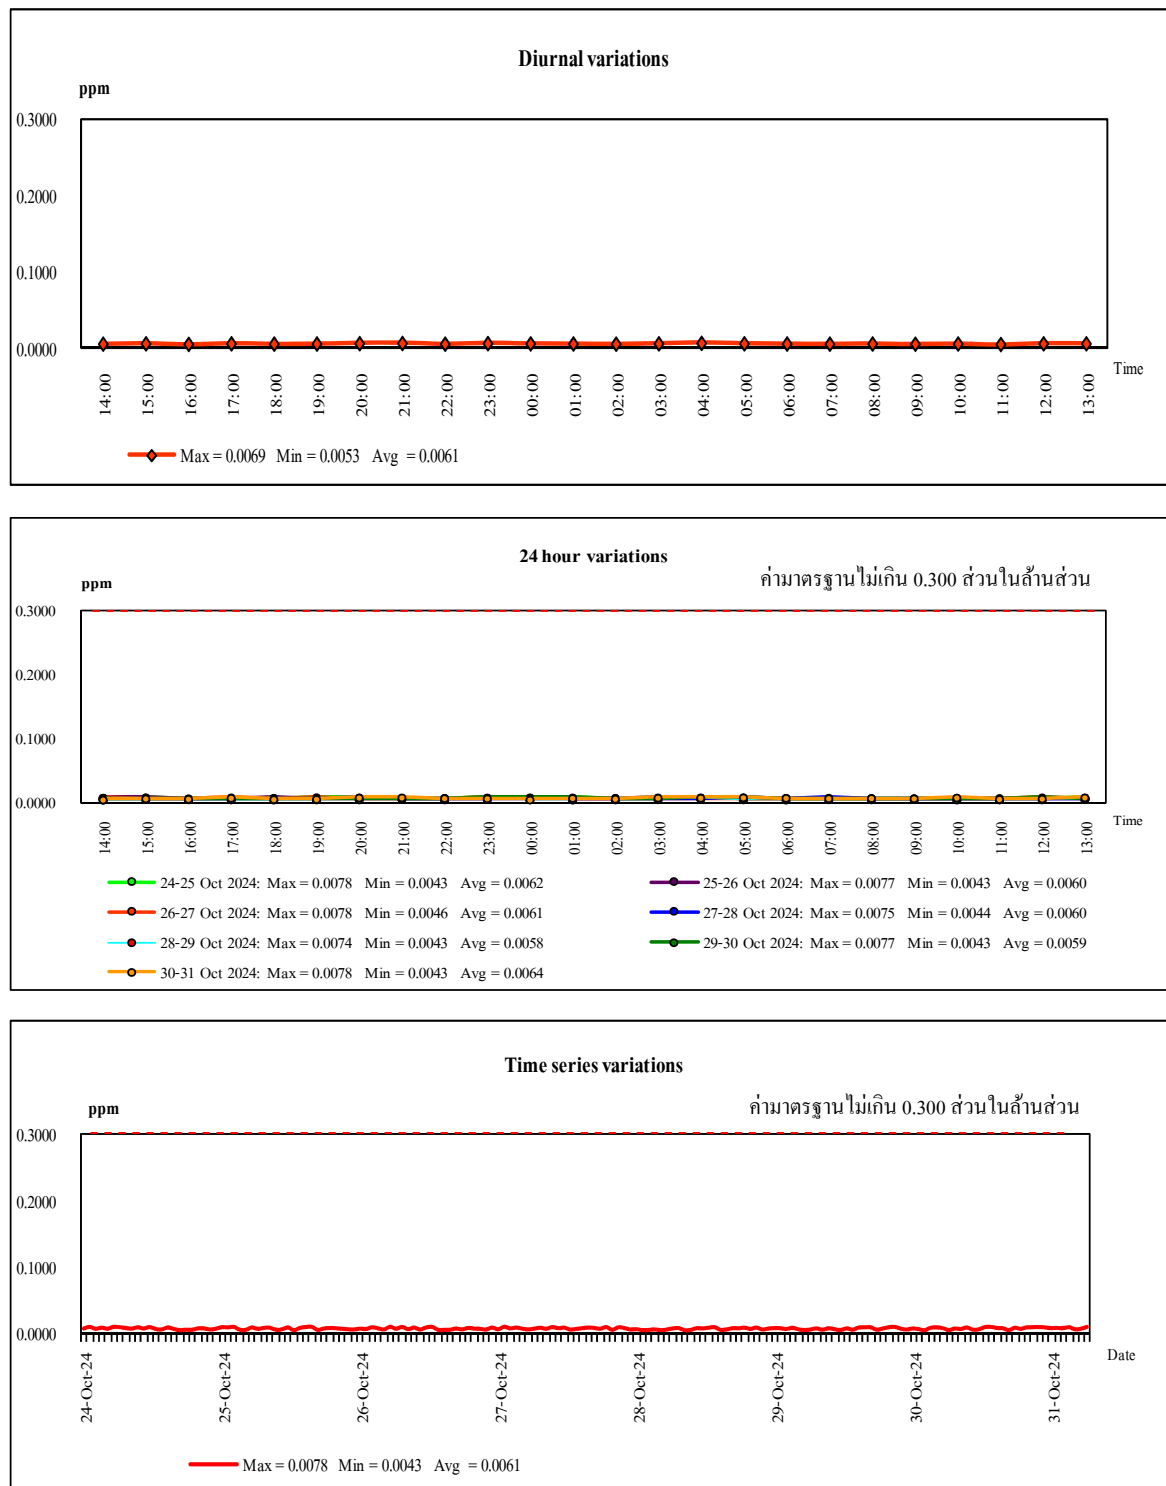 Diurnal variations
ppm
0.3000
0.2000
0.1000
0.0000
Time
14:00 15:00 16:00 17:00 18:00 19:00 20:00 21:00 22:00 23:00 00:00 01:00 02:00 03:00 04:00 05:00 06:00 07:00 08:00 09:00 10:00 11:00 12:00 13:00
Max = 0.0069 Min = 0.0053 Avg = 0.0061
24 hour variations
ppm
ค่ามาตรฐานไม่เกิน 0.300 ส่วนในล้านส่วน
0.3000
0.2000
0.1000
0.0000
Time
14:00 15:00 16:00 17:00 18:00 19:00 20:00 21:00 22:00 23:00 00:00 01:00 02:00 03:00 04:00 05:00 06:00 07:00 08:00 09:00 10:00 11:00 12:00 13:00
24-25 Oct 2024: Max = 0.0078 Min = 0.0043 Avg = 0.0062
25-26 Oct 2024: Max = 0.0077 Min = 0.0043 Avg = 0.0060
26-27 Oct 2024: Max = 0.0078 Min = 0.0046 Avg = 0.0061
27-28 Oct 2024: Max = 0.0075 Min = 0.0044 Avg = 0.0060
28-29 Oct 2024: Max = 0.0074 Min = 0.0043 Avg = 0.0058
29-30 Oct 2024: Max = 0.0077 Min = 0.0043 Avg = 0.0059
30-31 Oct 2024: Max = 0.0078 Min = 0.0043 Avg = 0.0064
Time series variations
ppm
ค่ามาตรฐานไม่เกิน 0.300 ส่วนในล้านส่วน
0.3000
0.2000
0.1000
0.0000
Date
24-Oct-24 25-Oct-24 26-Oct-24 27-Oct-24 28-Oct-24 29-Oct-24 30-Oct-24 31-Oct-24
Max = 0.0078 Min = 0.0043 Avg = 0.0061